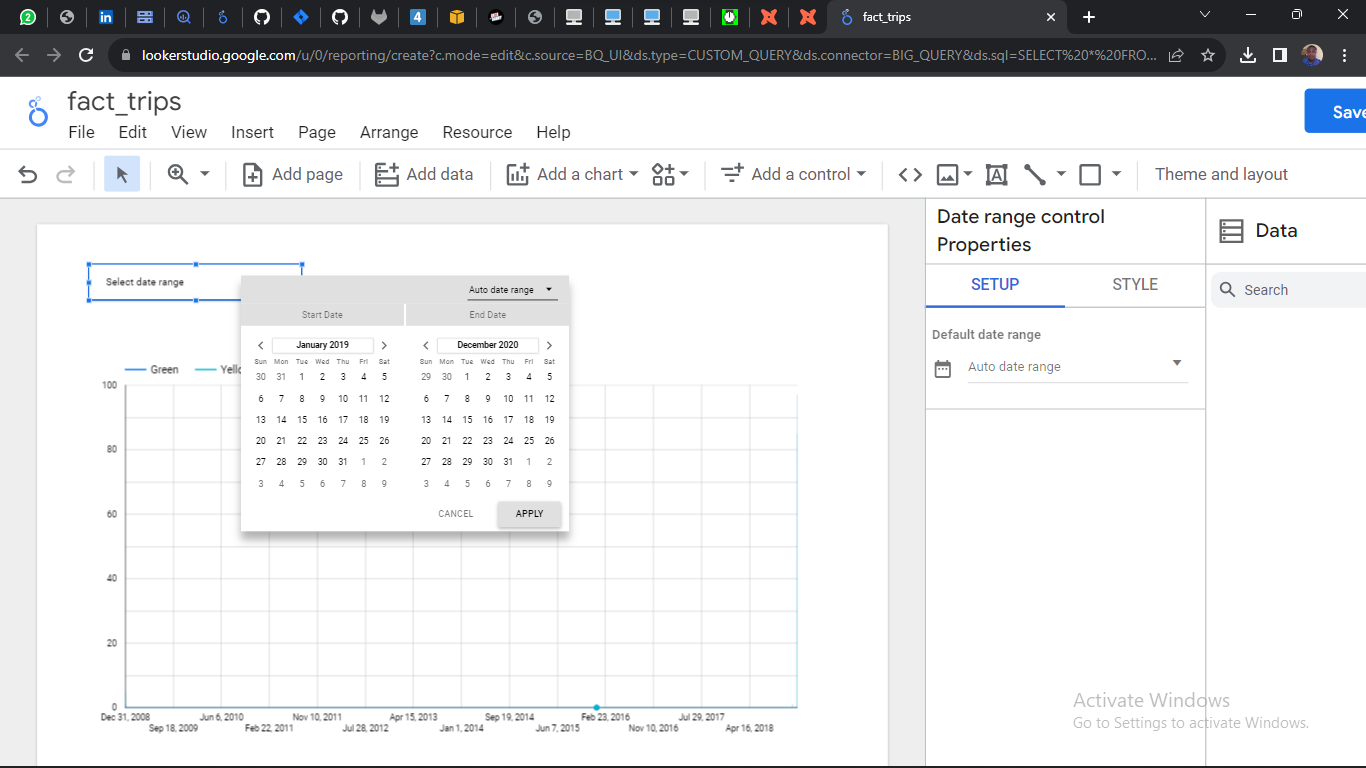 4
fact_trips
lookerstudio.google.com/u/0/reporting/create?c.mode=edit&c.source=BQ_UI&ds.type=CUSTOM_QUERY&ds.connector=BIG_QUERY&ds.sql=SELECT%20*%20FRO...
fact_trips
File Edit View Insert Page Arrange Resource Help
Save
Add page Add data Add a chart Add a control Theme and layout
Date range control
Properties
Data
SETUP STYLE
Search
Default date range
Auto date range
Select date range
Auto date range
Start Date End Date
January 2019 December 2020
Sun Mon Tue Wed Thu Fri Sat Sun Mon Tue Wed Thu Fri Sat
30 31 1 2 3 4 5 29 30 1 2 3 4 5
6 7 8 9 10 11 12 6 7 8 9 10 11 12
13 14 15 16 17 18 19 13 14 15 16 17 18 19
20 21 22 23 24 25 26 20 21 22 23 24 25 26
27 28 29 30 31 1 2 27 28 29 30 31 1 2
3 4 5 6 7 8 9 3 4 5 6 7 8 9
CANCEL APPLY
Green Yello
100
80
60
40
20
0
Dec 31, 2008 Jun 6, 2010 Nov 10, 2011 Apr 15, 2013 Sep 19, 2014 Feb 23, 2016 Jul 29, 2017
Sep 18, 2009 Feb 22, 2011 Jul 28, 2012 Jan 1, 2014 Jun 7, 2015 Nov 10, 2016 Apr 16, 2018
Activate Windows
Go to Settings to activate Windows.